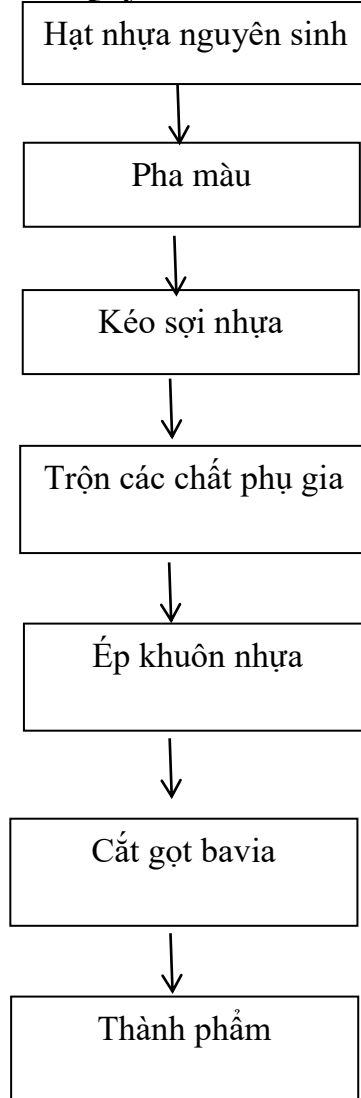 Hạt nhựa nguyên sinh
Pha màu
Kéo sợi nhựa
Trộn các chất phụ gia
Ép khuôn nhựa
Cắt gọt bavia
Thành phẩm